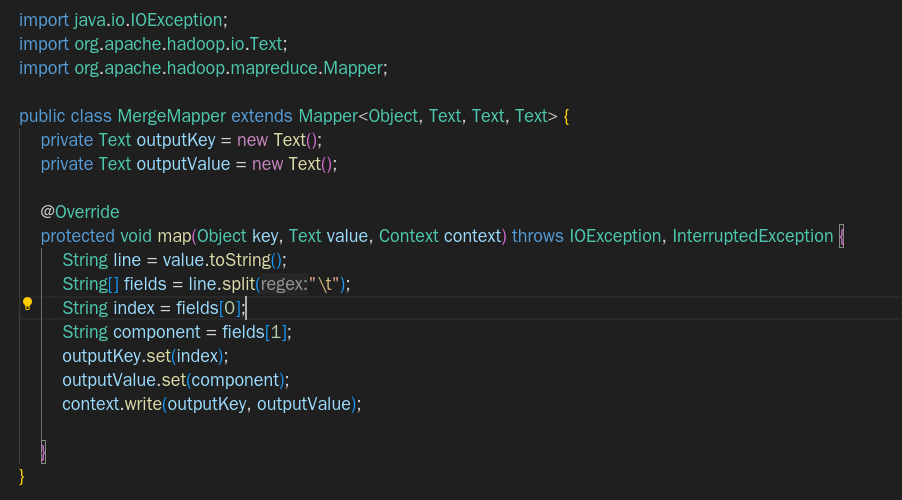 import java.io.IOException;
import org.apache.hadoop.io.Text;
import org.apache.hadoop.mapreduce.Mapper;
public class MergeMapper extends Mapper<Object, Text, Text, Text> {
private Text outputKey = new Text();
private Text outputValue = new Text();
@Override
protected void map(Object key, Text value, Context context) throws IOException, InterruptedException {
String line = value.toString();
String[] fields = line.split(regex:"\t");
String index = fields[0];
String component = fields[1];
outputKey.set(index);
outputValue.set(component);
context.write(outputKey, outputValue);
}
}